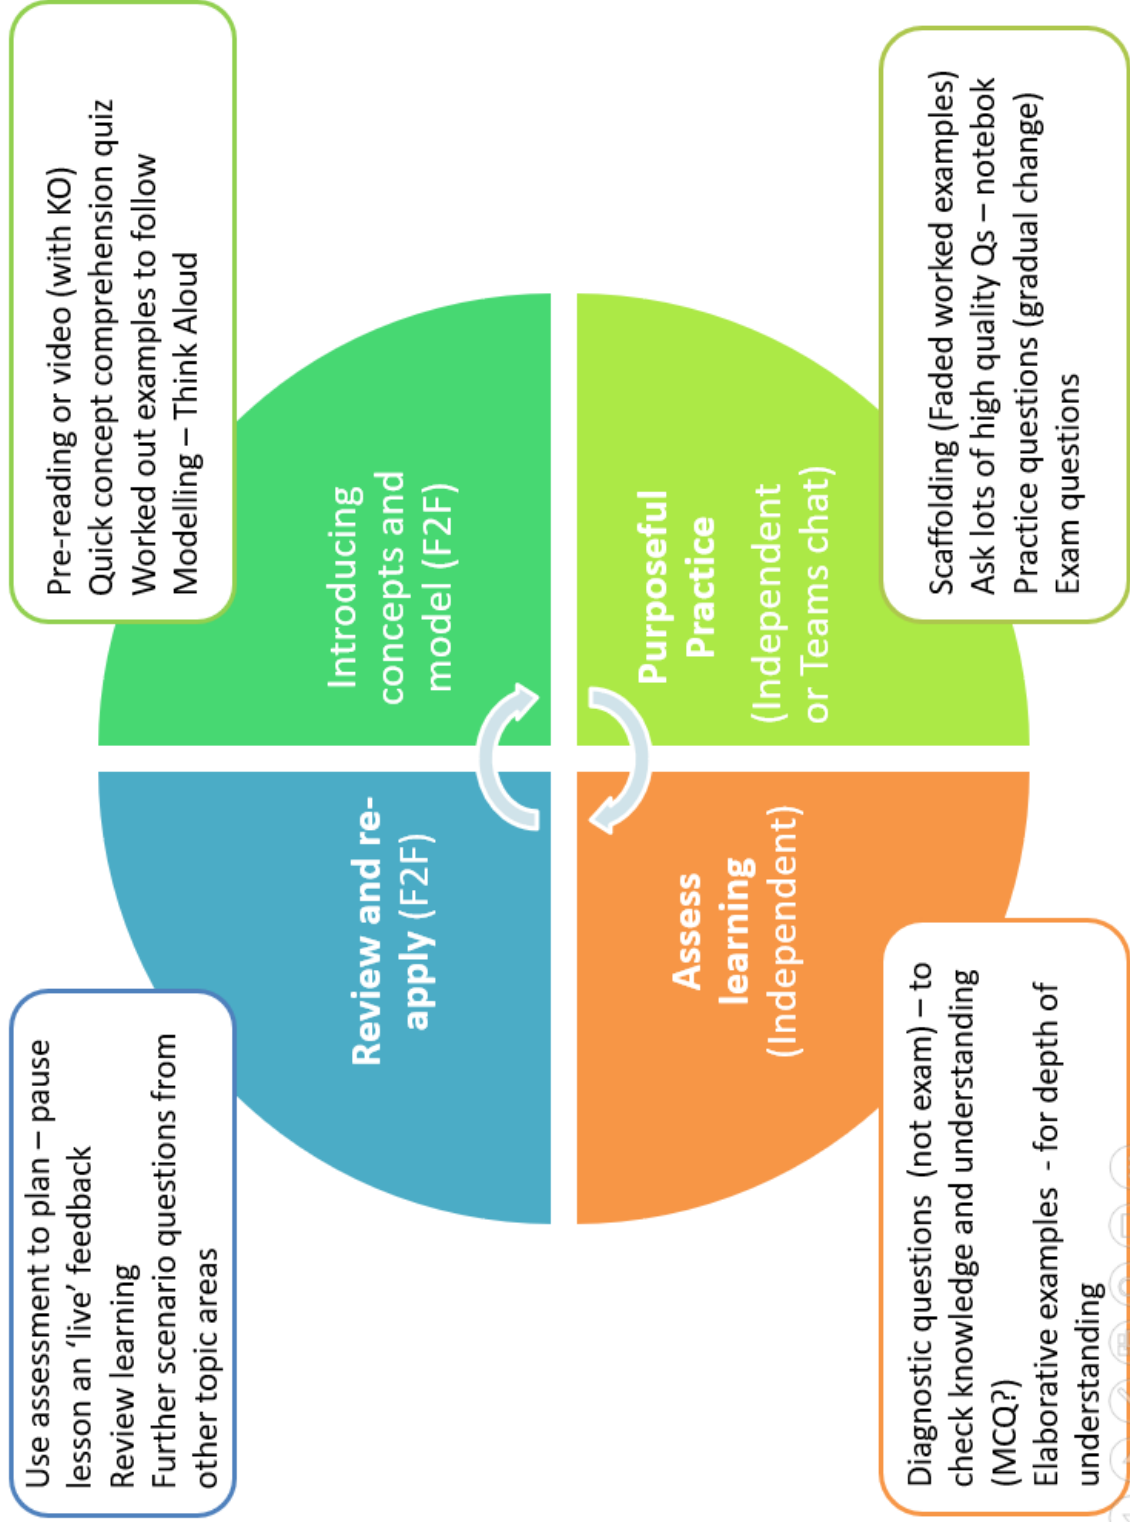 Use assessment to plan – pause
lesson an ‘live’ feedback
Review learning
Further scenario questions from
other topic areas
Pre-reading or video (with KO)
Quick concept comprehension quiz
Worked out examples to follow
Modelling – Think Aloud
Review and re-
apply (F2F)
Introducing
concepts and
model (F2F)
Assess
learning
(Independent)
Purposeful
Practice
(Independent
or Teams chat)
Diagnostic questions  (not exam) – to
check knowledge and understanding
(MCQ?)
Elaborative examples  - for depth of
understanding
Scaffolding (Faded worked examples)
Ask lots of high quality Qs – notebok
Practice questions (gradual change)
Exam questions